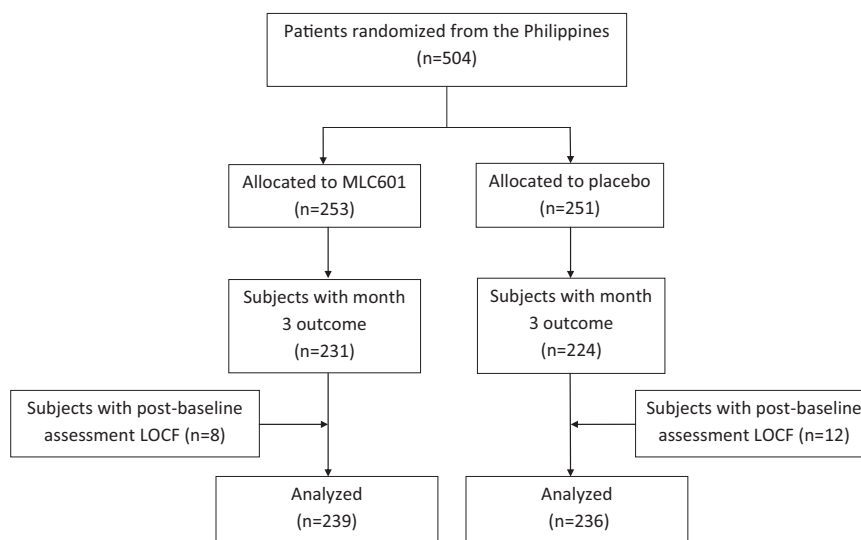 Patients randomized from the Philippines
(n=504)
Allocated to MLC601
(n=253)
Allocated to placebo
(n=251)
Subjects with month
3 outcome
(n=231)
Subjects with month
3 outcome
(n=224)
Subjects with post-baseline
assessment LOCF (n=8)
Subjects with post-baseline
assessment LOCF (n=12)
Analyzed
(n=239)
Analyzed
(n=236)